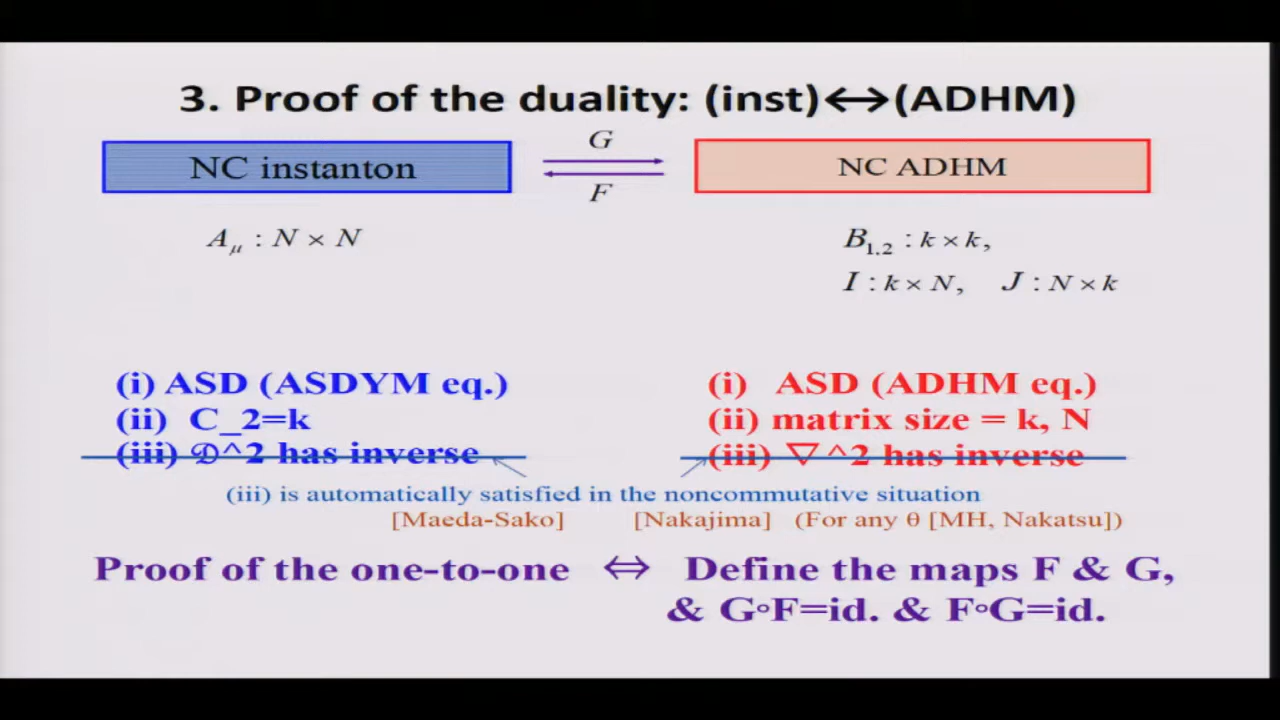 3. Proof of the duality: (inst)↔(ADHM)
NC instanton
G
F
NC ADHM
A_μ : N × N
B_{1,2} : k × k,
I : k × N, J : N × k
(i) ASD (ASDYM eq.)
(ii) C_2=k
(iii) 𝒟^2 has inverse
(i) ASD (ADHM eq.)
(ii) matrix size = k, N
(iii) ▽^2 has inverse
(iii) is automatically satisfied in the noncommutative situation
[Maeda-Sako] [Nakajima] (For any θ [MH, Nakatsu])
Proof of the one-to-one ⇔ Define the maps F & G,
& G∘F=id. & F∘G=id.